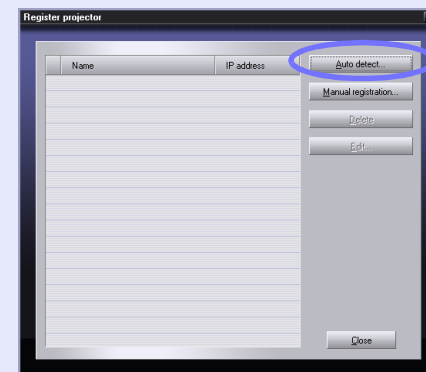 Register projector
Name IP address
Auto detect...
Manual registration...
Delete
Edit...
Close